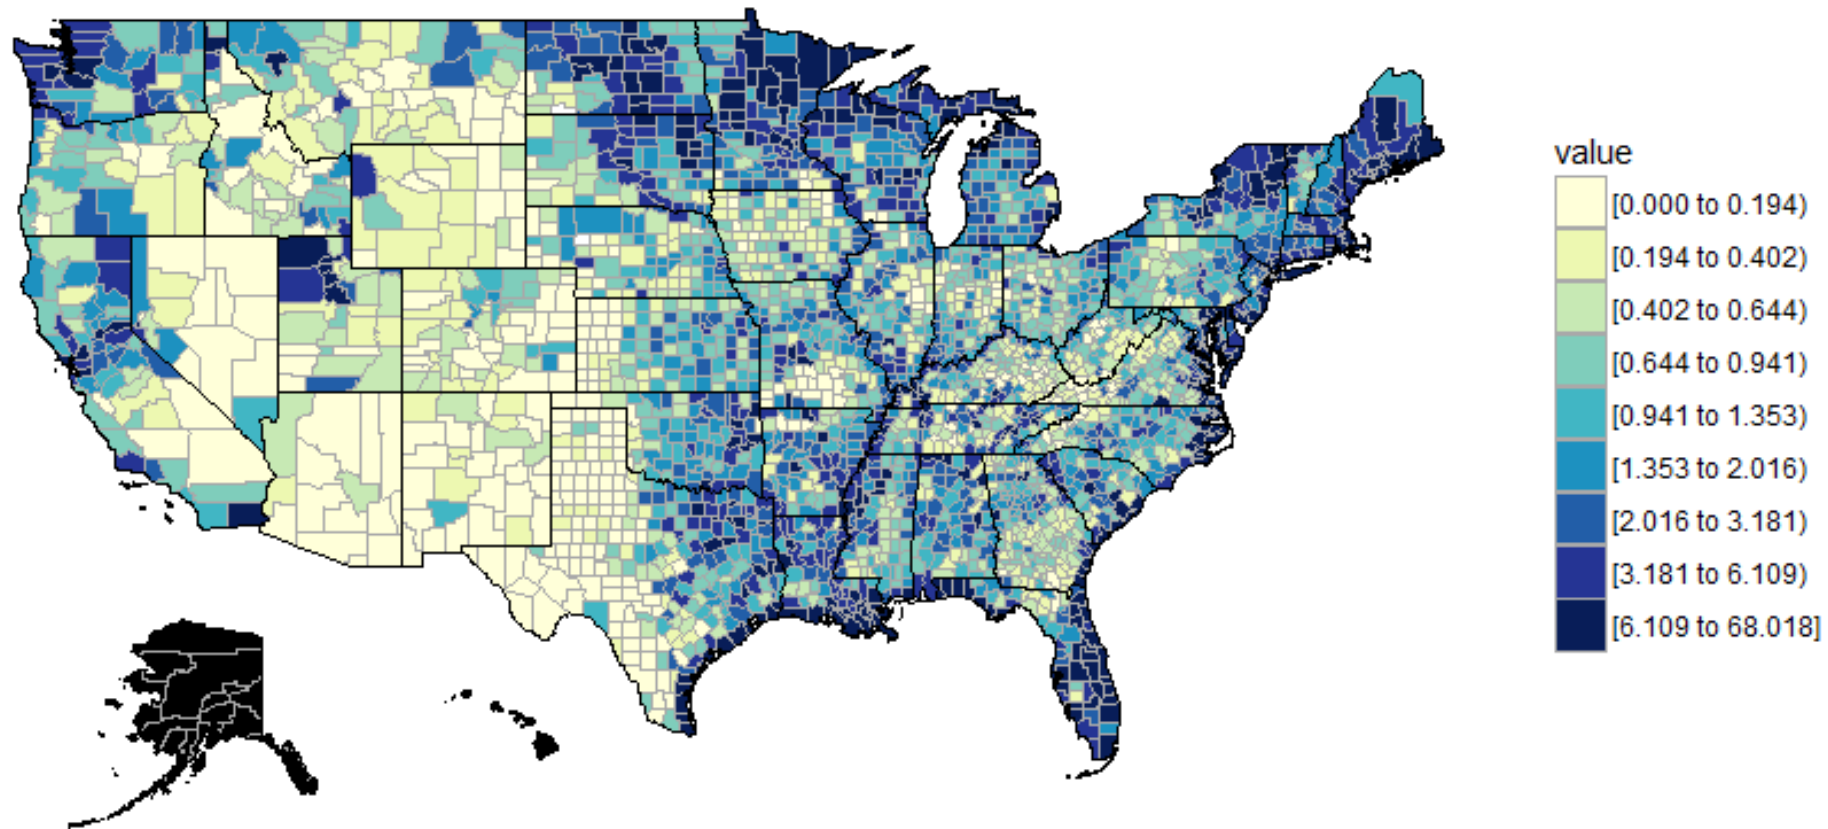 value
[0.000 to 0.194)
[0.194 to 0.402)
[0.402 to 0.644)
[0.644 to 0.941)
[0.941 to 1.353)
[1.353 to 2.016)
[2.016 to 3.181)
[3.181 to 6.109)
[6.109 to 68.018]